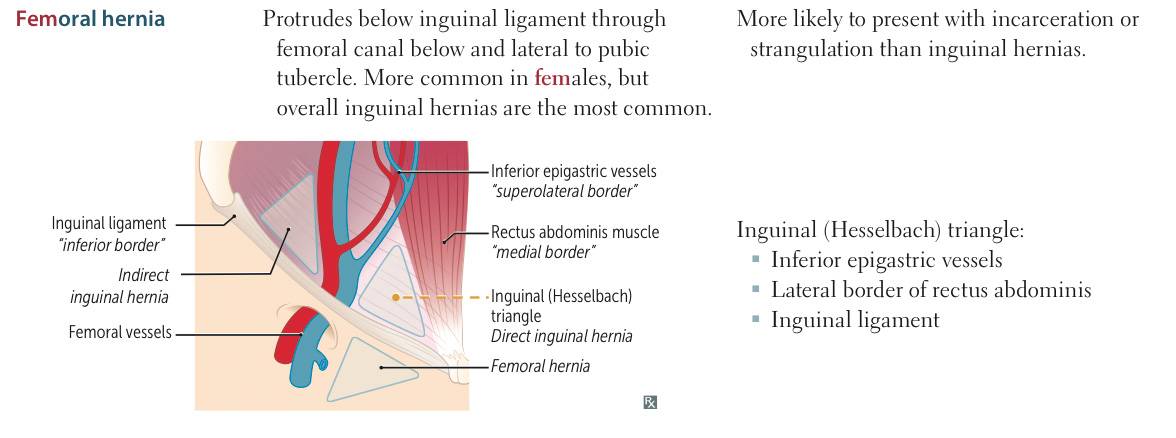 Femoral hernia
Protrudes below inguinal ligament through
femoral canal below and lateral to pubic
tubercle. More common in females, but
overall inguinal hernias are the most common.
More likely to present with incarceration or
strangulation than inguinal hernias.
Inguinal ligament
“inferior border”
Indirect
inguinal hernia
Femoral vessels
Inferior epigastric vessels
“superolateral border”
Rectus abdominis muscle
“medial border”
Inguinal (Hesselbach)
triangle
Direct inguinal hernia
Femoral hernia
Rx
Inguinal (Hesselbach) triangle:
▪ Inferior epigastric vessels
▪ Lateral border of rectus abdominis
▪ Inguinal ligament